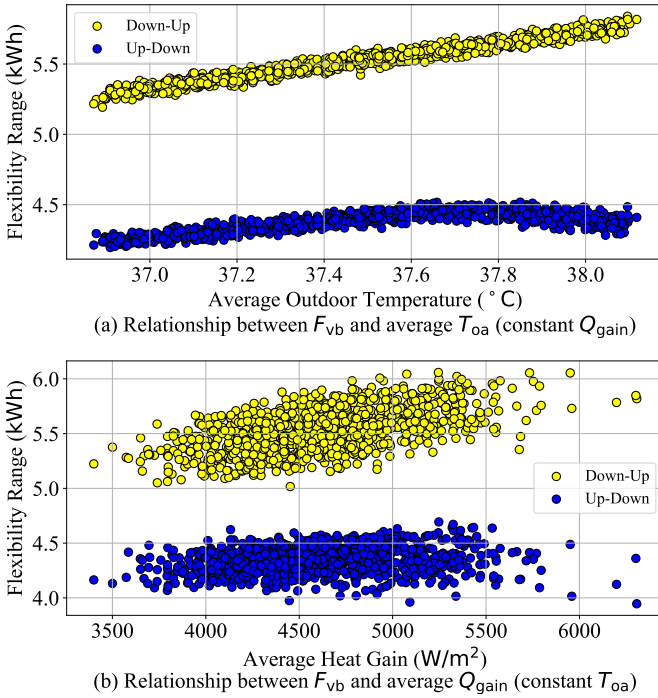 Down-Up
Up-Down
Flexibility Range (kWh)
5.5
5.0
4.5
37.0 37.2 37.4 37.6 37.8 38.0
Average Outdoor Temperature (°C)
(a) Relationship between F_vb and average T_oa (constant Q_gain)
6.0
5.5
5.0
4.5
4.0
Flexibility Range (kWh)
Down-Up
Up-Down
3500 4000 4500 5000 5500 6000
Average Heat Gain (W/m²)
(b) Relationship between F_vb and average Q_gain (constant T_oa)